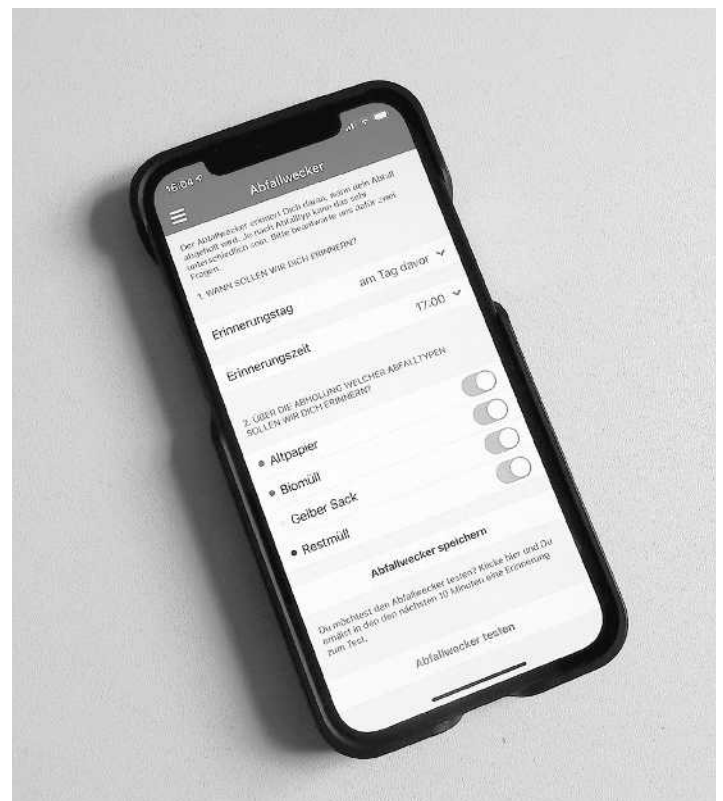 16:04
Abfallwecker
Der Abfallwecker erinnert Dich daran, wann dein Abfall
abgeholt wird. Je nach Abfalltyp kann das sehr
unterschiedlich sein. Bitte beantworte uns dafür zwei
Fragen.
1. WANN SOLLEN WIR DICH ERINNERN?
Erinnerungstag am Tag davor
Erinnerungszeit 17:00
2. ÜBER DIE ABHOLUNG WELCHER ABFALLTYPEN
SOLLEN WIR DICH ERINNERN?
Altpapier
Biomüll
Gelber Sack
Restmüll
Abfallwecker speichern
Du möchtest den Abfallwecker testen? Klicke hier und Du
erhälst in den den nächsten 10 Minuten eine Erinnerung
zum Test.
Abfallwecker testen